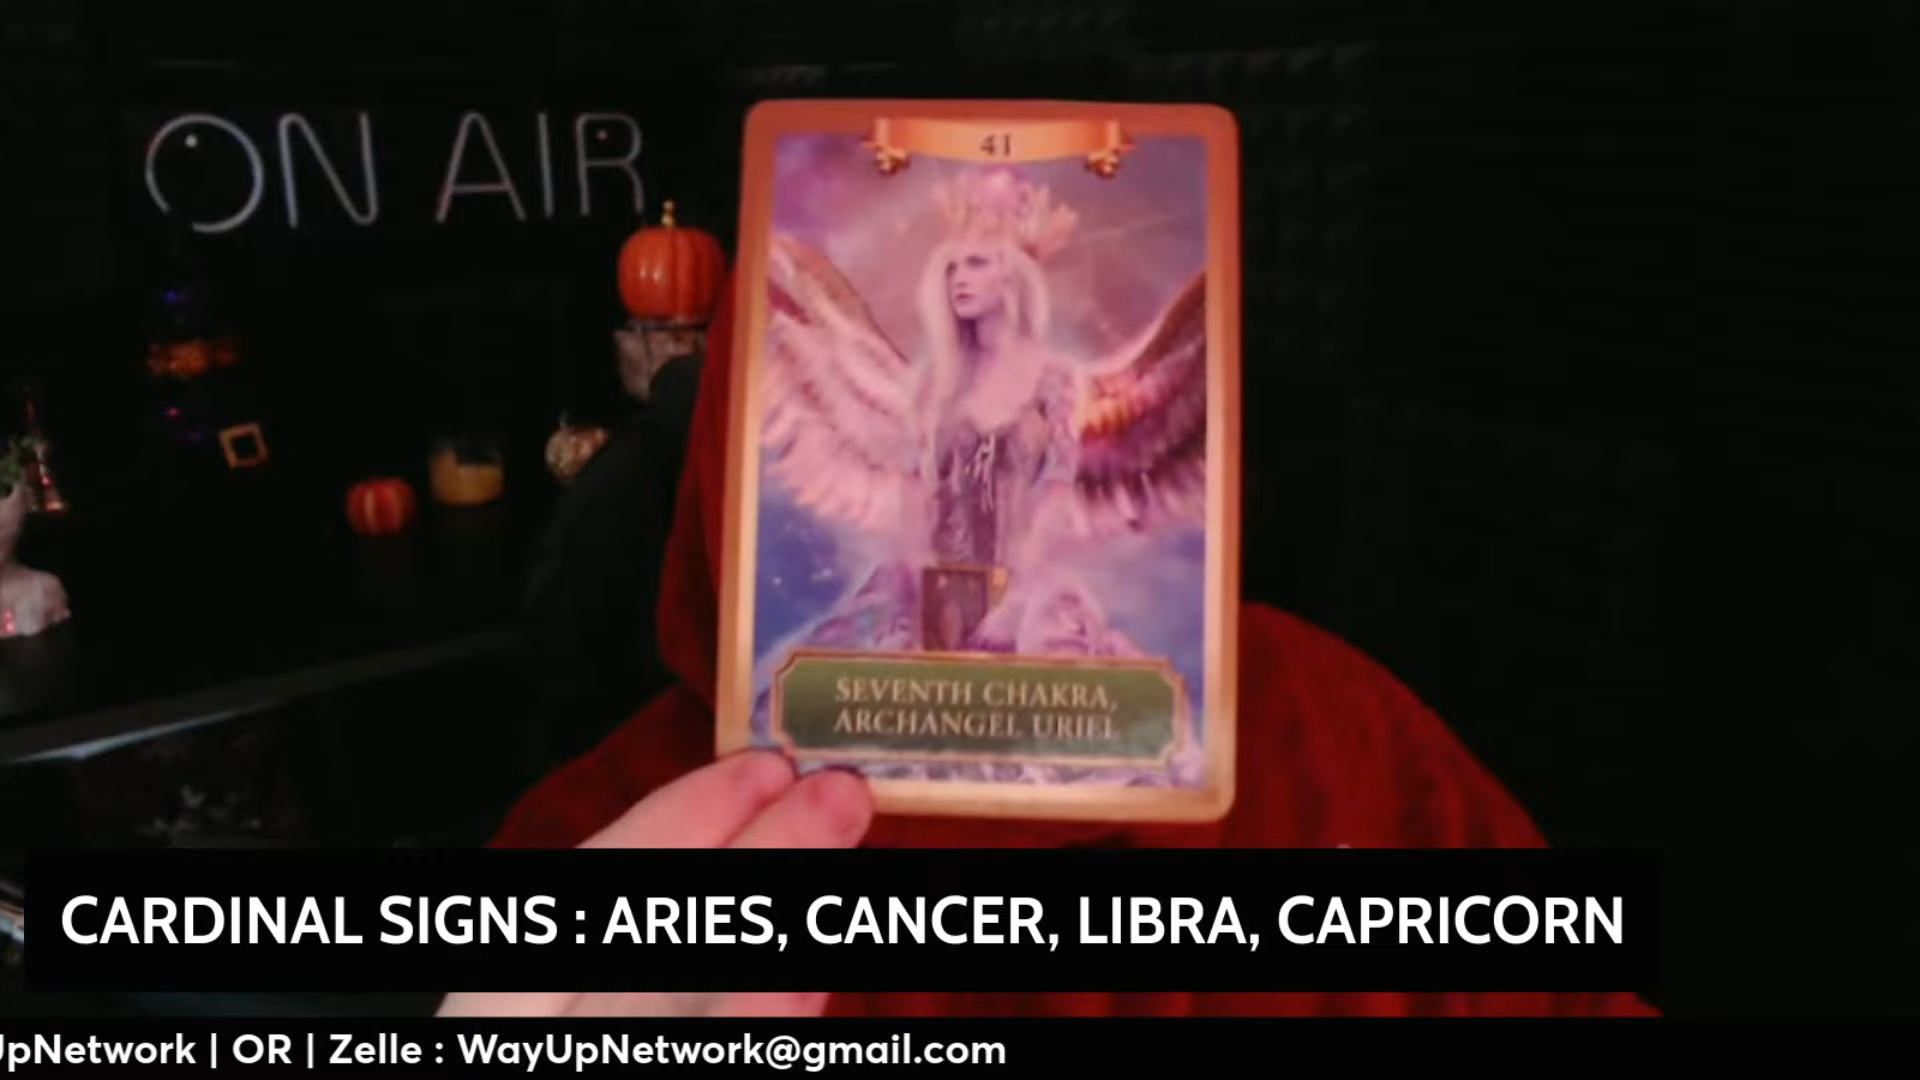 ON AIR
41
SEVENTH CHAKRA,
ARCHANGEL URIEL
CARDINAL SIGNS : ARIES, CANCER, LIBRA, CAPRICORN
UpNetwork | OR | Zelle : WayUpNetwork@gmail.com